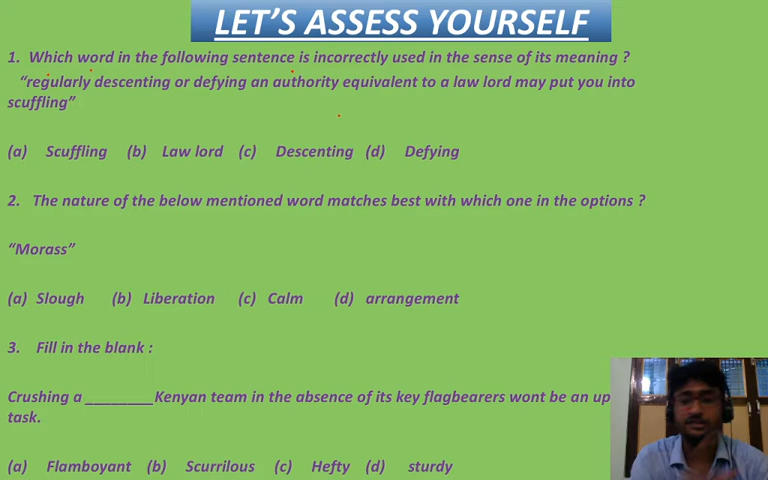 LET'S ASSESS YOURSELF
1. Which word in the following sentence is incorrectly used in the sense of its meaning ?
"regularly descenting or defying an authority equivalent to a law lord may put you into
scuffling"
(a) Scuffling (b) Law lord (c) Descenting (d) Defying
2. The nature of the below mentioned word matches best with which one in the options ?
"Morass"
(a) Slough (b) Liberation (c) Calm (d) arrangement
3. Fill in the blank :
Crushing a ________Kenyan team in the absence of its key flagbearers wont be an up
task.
(a) Flamboyant (b) Scurrilous (c) Hefty (d) sturdy